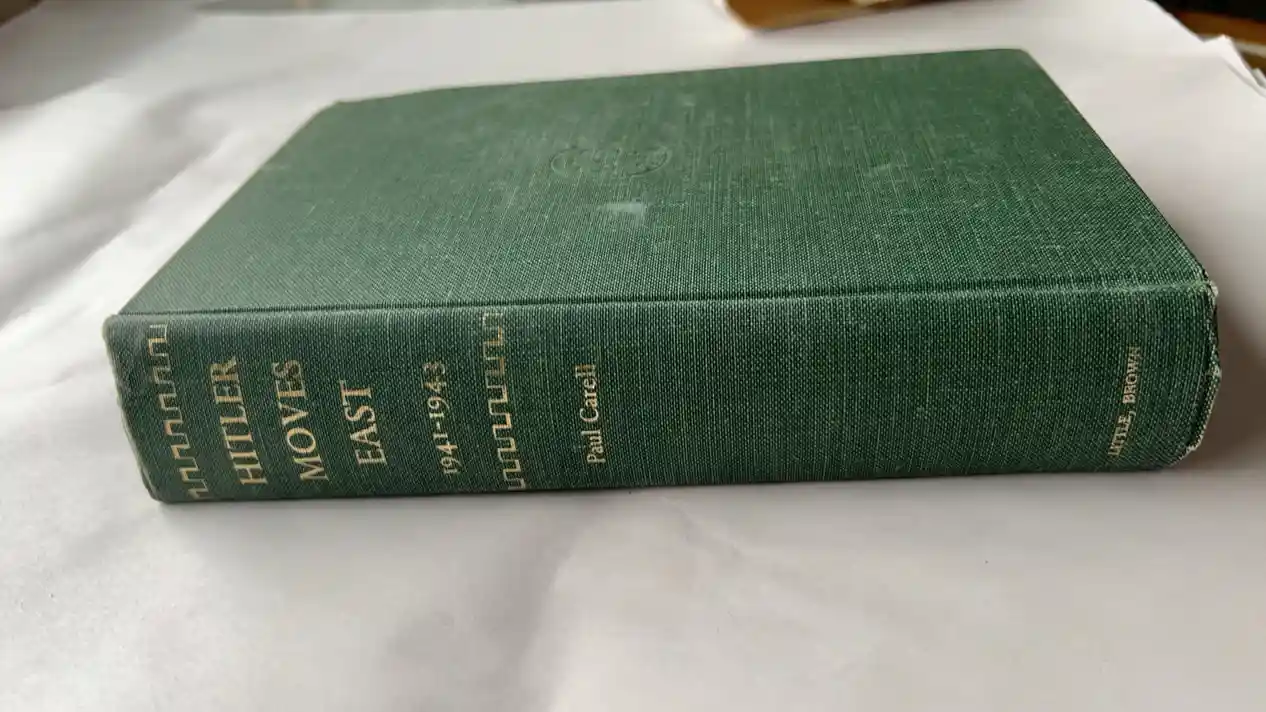 HITLER
MOVES
EAST
1941-1943
Paul Carell
LITTLE, BROWN